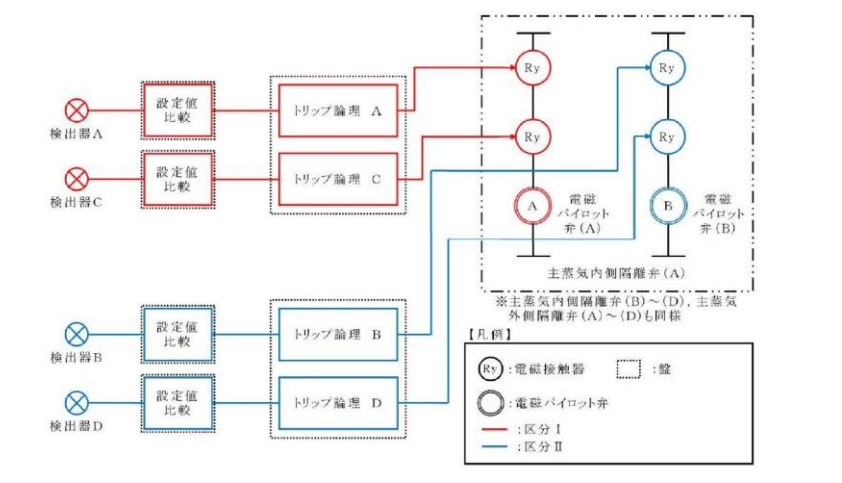 検出器A
設定値
比較
トリップ論理 A
検出器C
設定値
比較
トリップ論理 C
Ry
Ry
Ry
Ry
A
電磁
パイロット
弁(A)
B
電磁
パイロット
弁(B)
主蒸気内側隔離弁(A)
※主蒸気内側隔離弁(B)～(D), 主蒸気
外側隔離弁(A)～(D)も同様
検出器B
設定値
比較
トリップ論理 B
検出器D
設定値
比較
トリップ論理 D
【凡例】
Ry :電磁接触器 :盤
:電磁パイロット弁
:区分Ⅰ
:区分Ⅱ